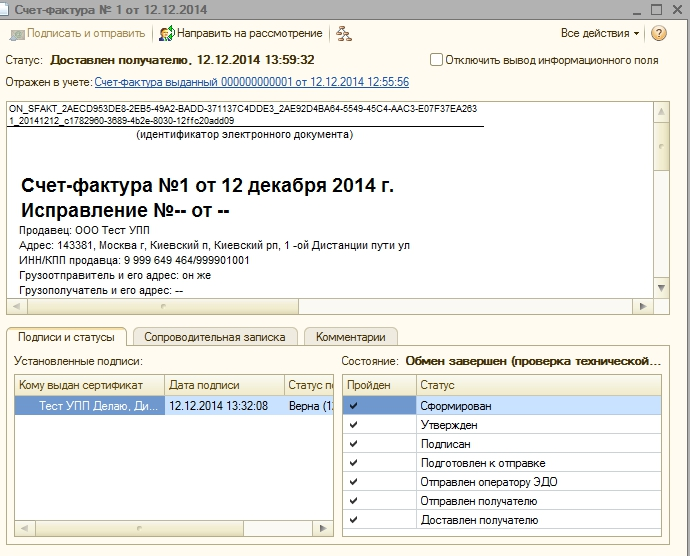 Счет-фактура № 1 от 12.12.2014
Подписать и отправить Направить на рассмотрение Все действия ?
Статус: Доставлен получателю, 12.12.2014 13:59:32 Отключить вывод информационного поля
Отражен в учете: Счет-фактура выданный 000000000001 от 12.12.2014 12:55:56
ON_SFAKT_2AECD953DE8-2EB5-49A2-BADD-371137C4DDE3_2AE92D4BA64-5549-45C4-AAC3-E07F37EA263
1_20141212_c1782960-3689-4b2e-8030-12ffc20add09
(идентификатор электронного документа)
Счет-фактура №1 от 12 декабря 2014 г.
Исправление №-- от --
Продавец: ООО Тест УПП
Адрес: 143381, Москва г, Киевский п, Киевский рп, 1 -ой Дистанции пути ул
ИНН/КПП продавца: 9 999 649 464/999901001
Грузоотправитель и его адрес: он же
Грузополучатель и его адрес: --
Подписи и статусы Сопроводительная записка Комментарии
Установленные подписи: Состояние: Обмен завершен (проверка технической...
Кому выдан сертификат Дата подписи Статус по Пройден Статус
Тест УПП Делаю, Ди... 12.12.2014 13:32:08 Верна (12 Сформирован
Утвержден
Подписан
Подготовлен к отправке
Отправлен оператору ЭДО
Отправлен получателю
Доставлен получателю